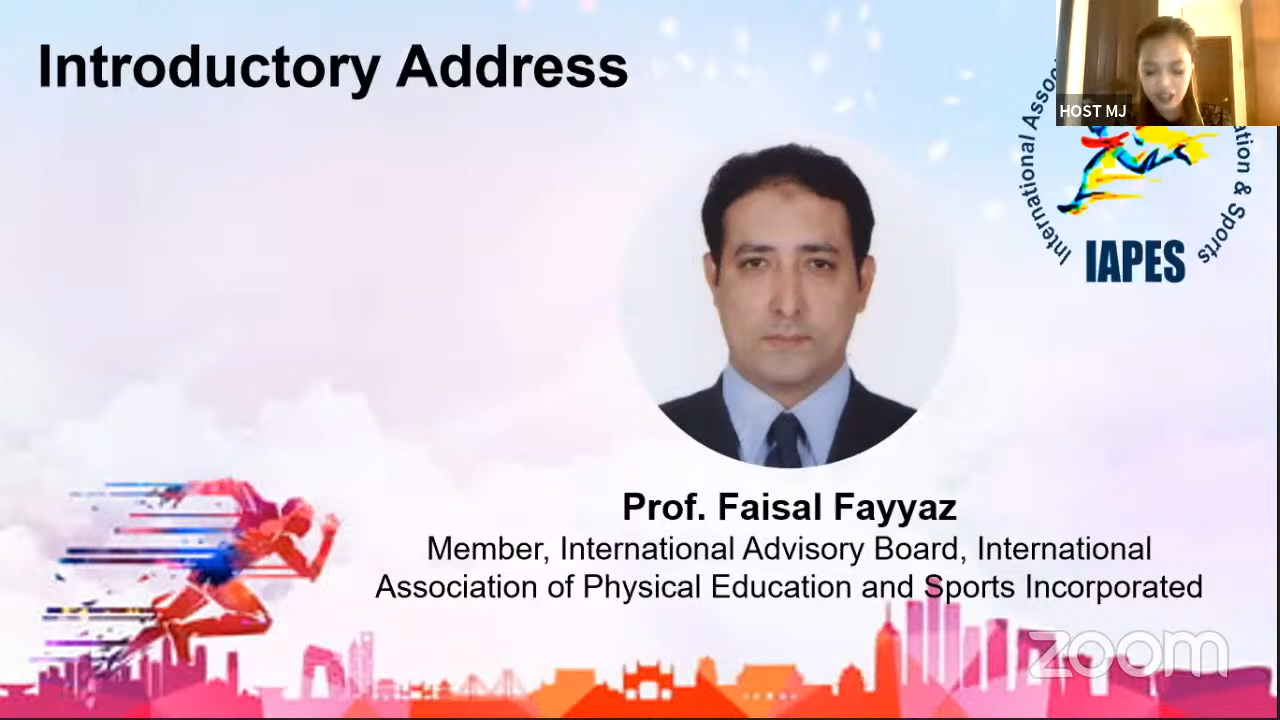 Introductory Address
HOST MJ
International Asso
ation & Sports
IAPES
Prof. Faisal Fayyaz
Member, International Advisory Board, International
Association of Physical Education and Sports Incorporated
zoom